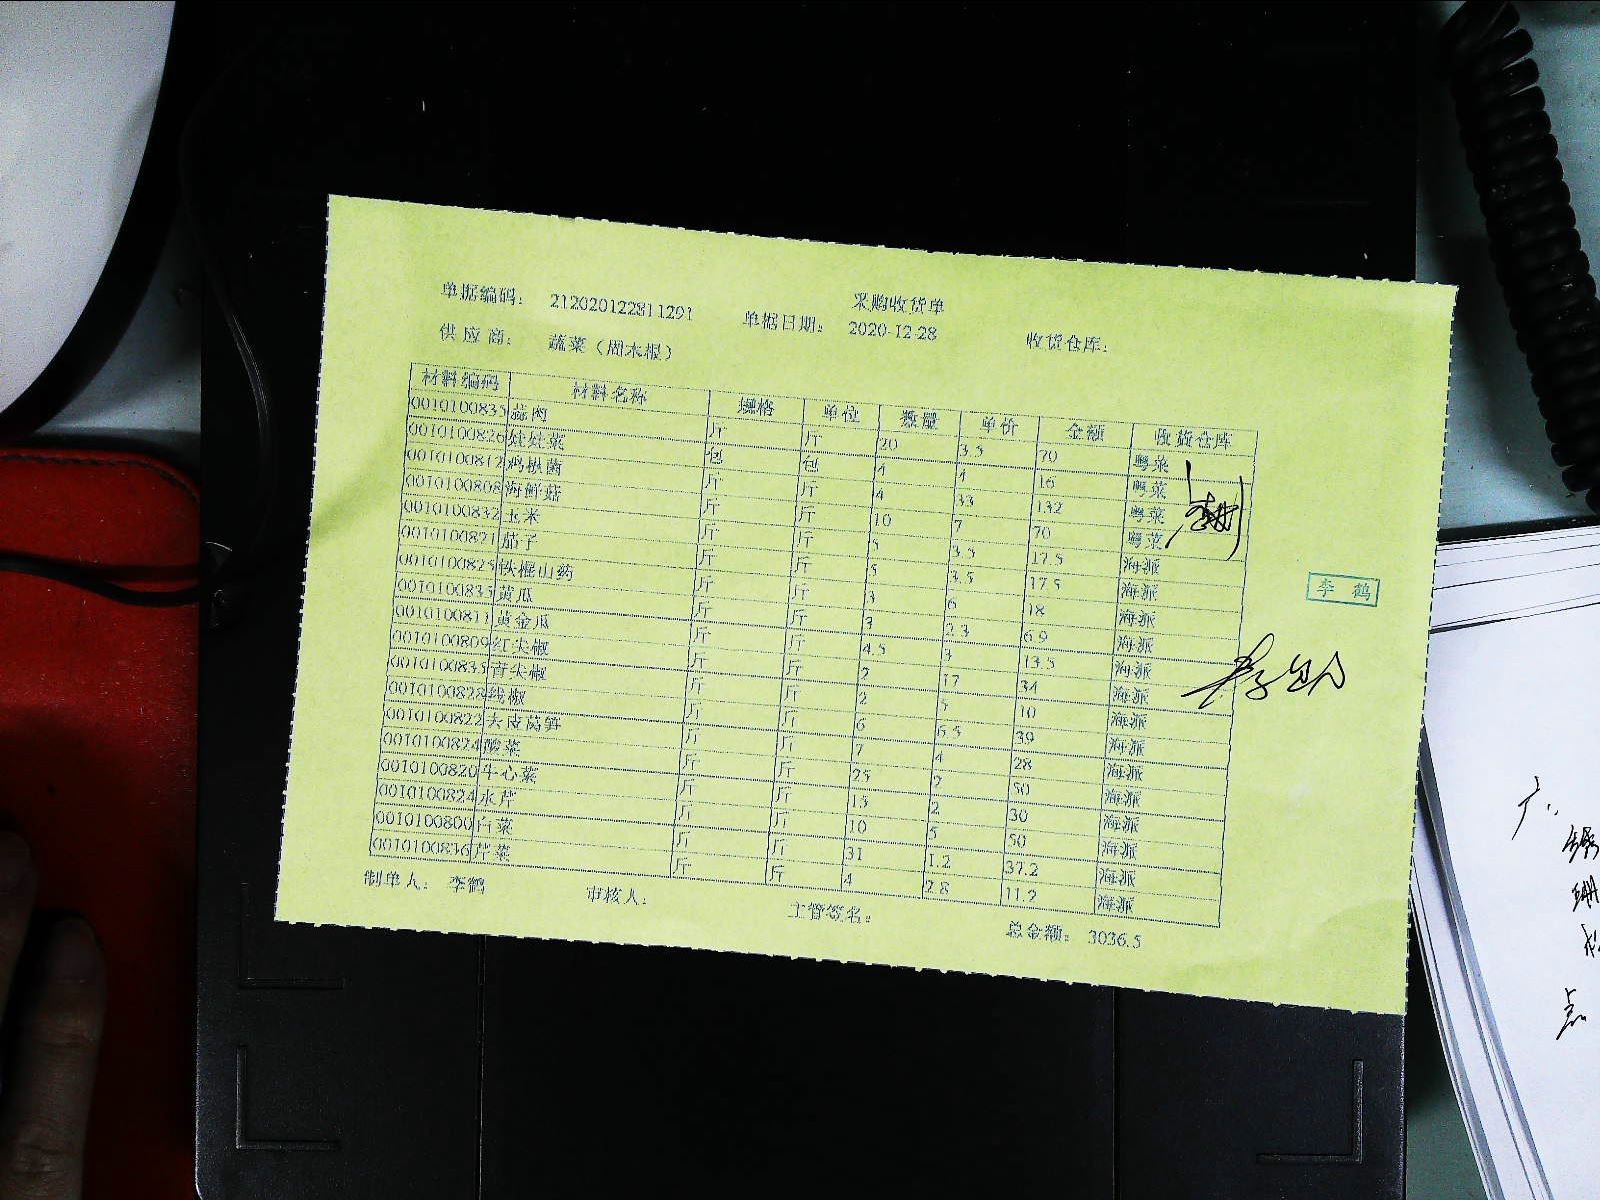 采购收货单
单据编码： 212020122811291 单据日期： 2020-12-28 收货仓库：
供应商： 蔬菜（周木根）
材料编码 材料名称 规格 单位 数量 单价 金额 收货仓库
0010100835 蒜肉 斤 斤 20 3.5 70 粤菜
0010100826 娃娃菜 包 包 4 4 16 粤菜
0010100812 鸡枞菌 斤 斤 4 33 132 粤菜
0010100808 海鲜菇 斤 斤 10 7 70 粤菜
0010100832 玉米 斤 斤 5 3.5 17.5 海派
0010100821 茄子 斤 斤 5 3.5 17.5 海派
0010100825 铁棍山药 斤 斤 3 6 18 海派
0010100835 黄瓜 斤 斤 3 2.3 6.9 海派
0010100811 黄金瓜 斤 斤 4.5 3 13.5 海派
0010100809 红尖椒 斤 斤 2 17 34 海派
0010100835 青尖椒 斤 斤 2 5 10 海派
0010100828 线椒 斤 斤 6 6.5 39 海派
0010100822 大皮莴笋 斤 斤 7 4 28 海派
0010100824 酸菜 斤 斤 25 2 50 海派
0010100820 牛心菜 斤 斤 15 2 30 海派
0010100824 水芹 斤 斤 10 5 50 海派
0010100800 白菜 斤 斤 31 1.2 37.2 海派
0010100836 芹菜 斤 斤 4 2.8 11.2 海派
李鹤
制单人： 李鹤 审核人： 主管签名： 总金额： 3036.5